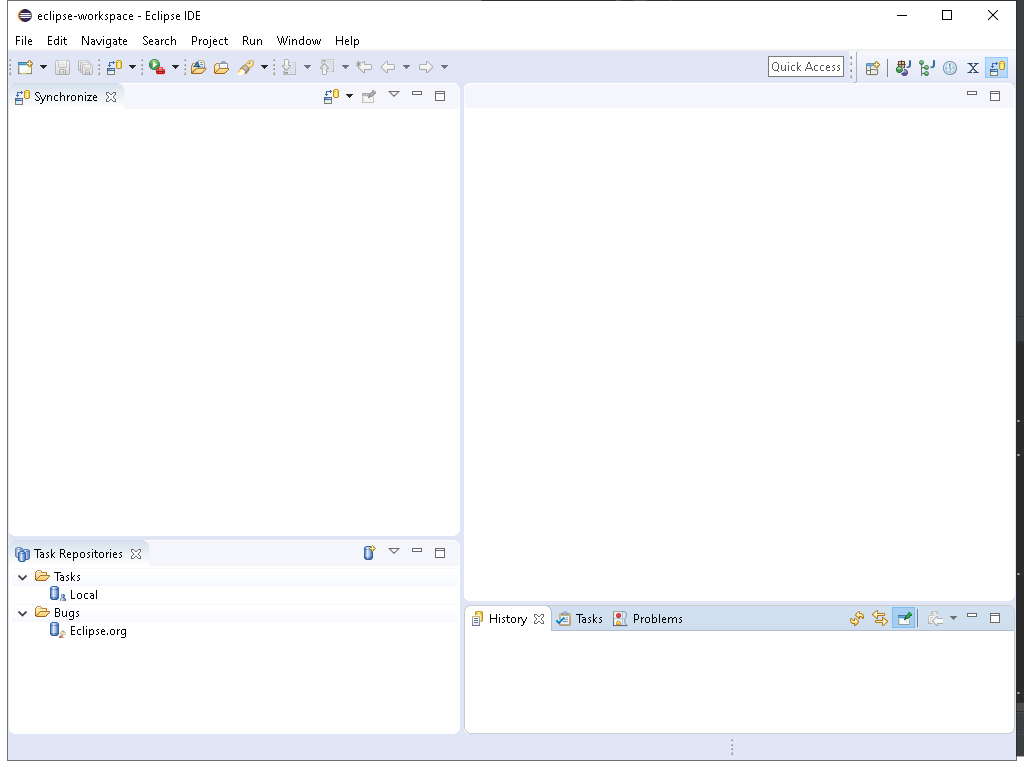 eclipse-workspace - Eclipse IDE
File Edit Navigate Search Project Run Window Help
Quick Access
Synchronize
Task Repositories
Tasks
Local
Bugs
Eclipse.org
History Tasks Problems